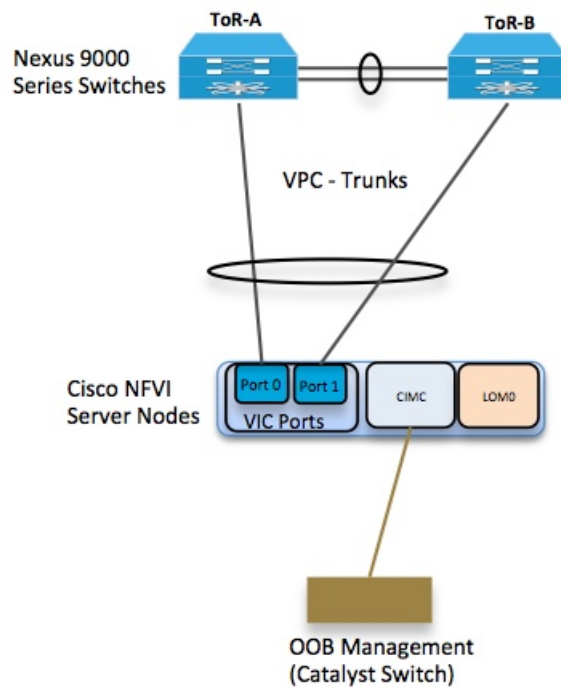 ToR-A
ToR-B
Nexus 9000
Series Switches
VPC - Trunks
Cisco NFVI
Server Nodes
Port 0
Port 1
VIC Ports
CIMC
LOM0
OOB Management
(Catalyst Switch)